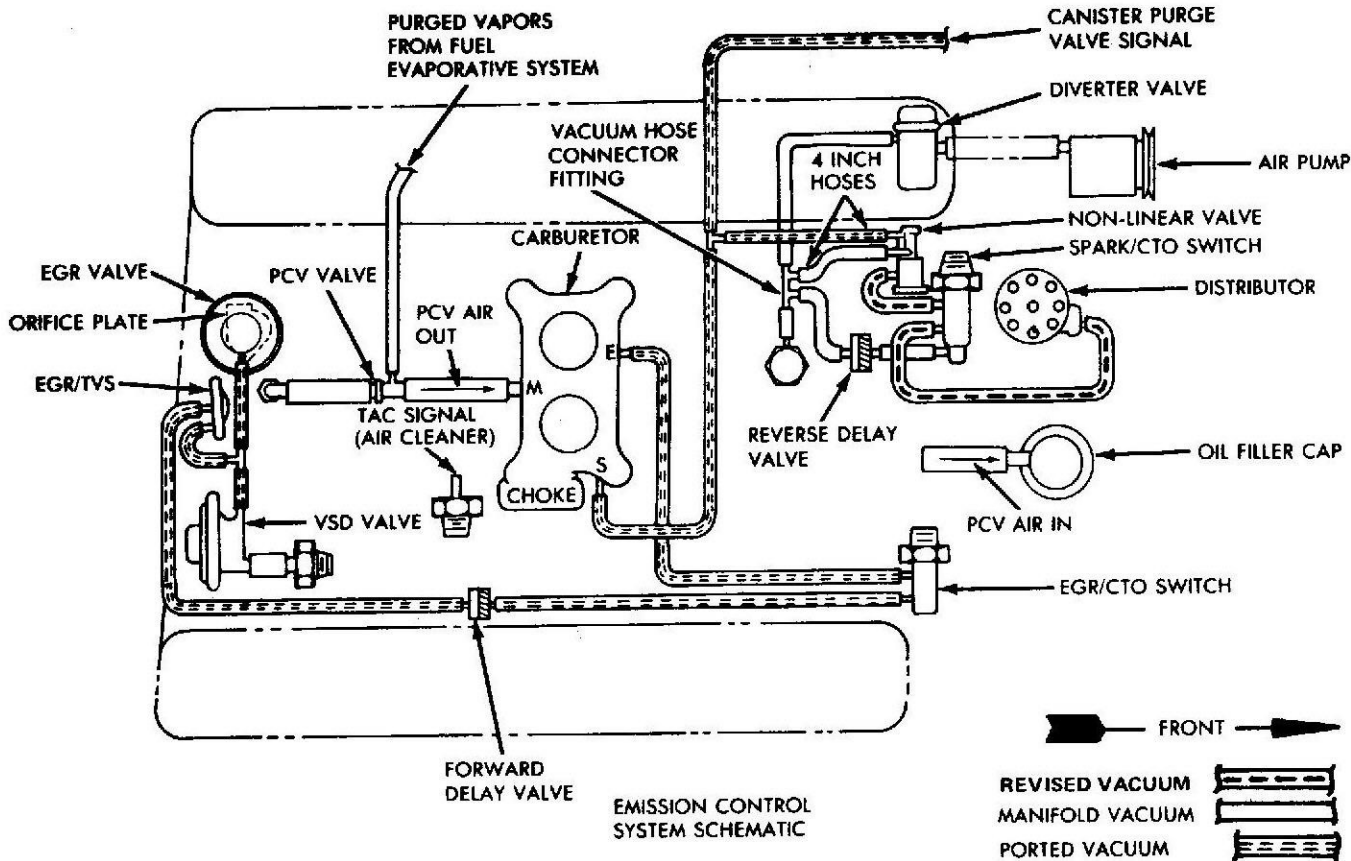 PURGED VAPORS
FROM FUEL
EVAPORATIVE SYSTEM
CANISTER PURGE
VALVE SIGNAL
DIVERTER VALVE
VACUUM HOSE
CONNECTOR
FITTING
4 INCH
HOSES
AIR PUMP
NON-LINEAR VALVE
SPARK/CTO SWITCH
DISTRIBUTOR
CARBURETOR
EGR VALVE
PCV VALVE
ORIFICE PLATE
PCV AIR
OUT
E
M
EGR/TVS
TAC SIGNAL
(AIR CLEANER)
S
CHOKE
REVERSE DELAY
VALVE
OIL FILLER CAP
PCV AIR IN
VSD VALVE
EGR/CTO SWITCH
FORWARD
DELAY VALVE
EMISSION CONTROL
SYSTEM SCHEMATIC
FRONT
REVISED VACUUM
MANIFOLD VACUUM
PORTED VACUUM